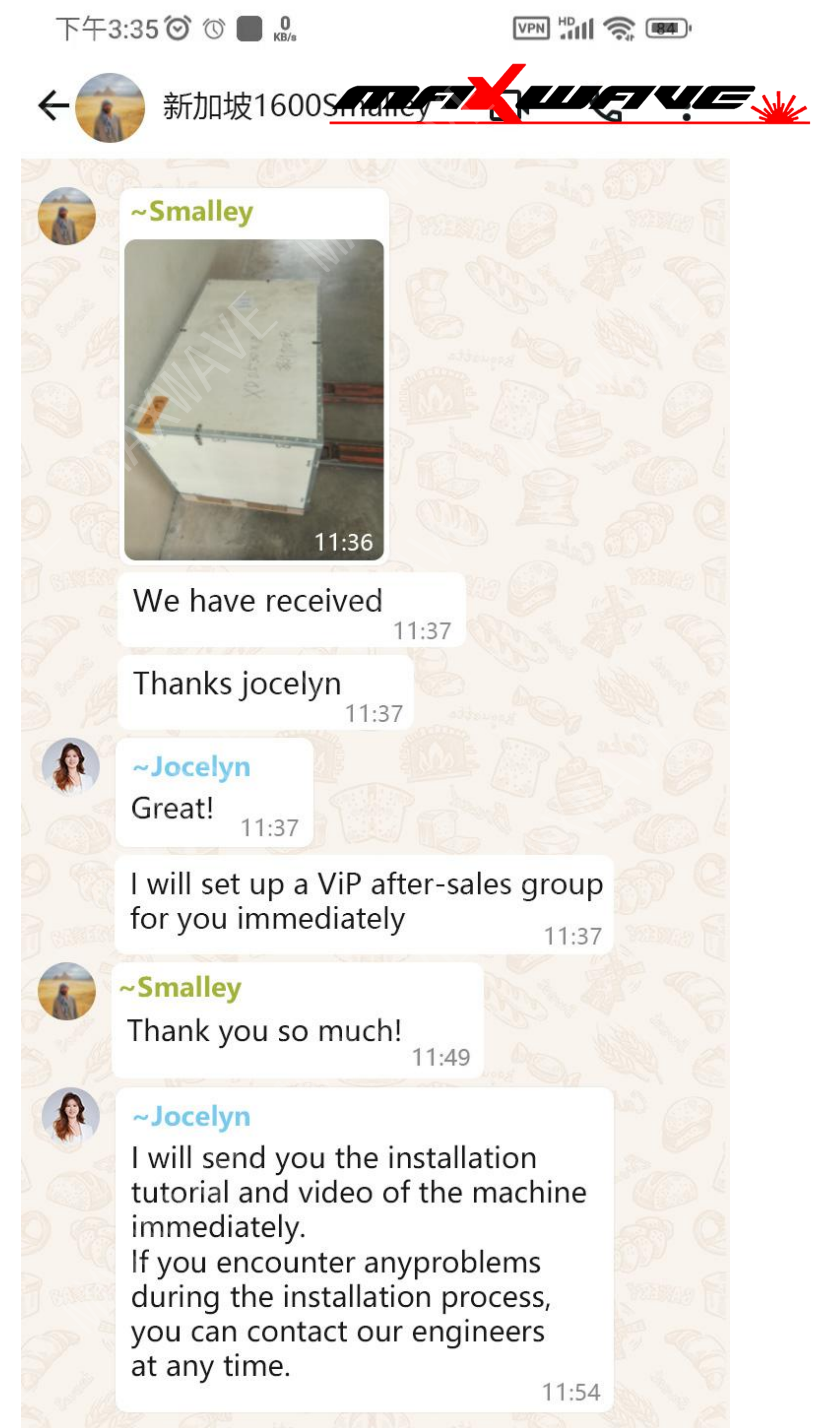 下午3:35
0
KB/s
VPN
HD
84
新加坡1600Smalley
MAXWAVE
~Smalley
MAXWAVE
11:36
We have received
11:37
Thanks jocelyn
11:37
~Jocelyn
Great!
11:37
I will set up a ViP after-sales group
for you immediately
11:37
~Smalley
Thank you so much!
11:49
~Jocelyn
I will send you the installation
tutorial and video of the machine
immediately.
If you encounter anyproblems
during the installation process,
you can contact our engineers
at any time.
11:54